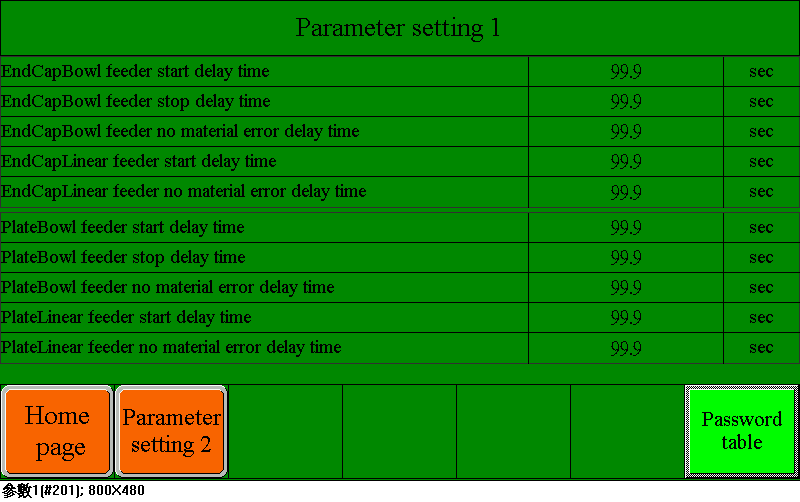 Parameter setting 1
EndCapBowl feeder start delay time 99.9 sec
EndCapBowl feeder stop delay time 99.9 sec
EndCapBowl feeder no material error delay time 99.9 sec
EndCapLinear feeder start delay time 99.9 sec
EndCapLinear feeder no material error delay time 99.9 sec
PlateBowl feeder start delay time 99.9 sec
PlateBowl feeder stop delay time 99.9 sec
PlateBowl feeder no material error delay time 99.9 sec
PlateLinear feeder start delay time 99.9 sec
PlateLinear feeder no material error delay time 99.9 sec
Home
page
Parameter
setting 2
Password
table
参數1(#201); 800X480